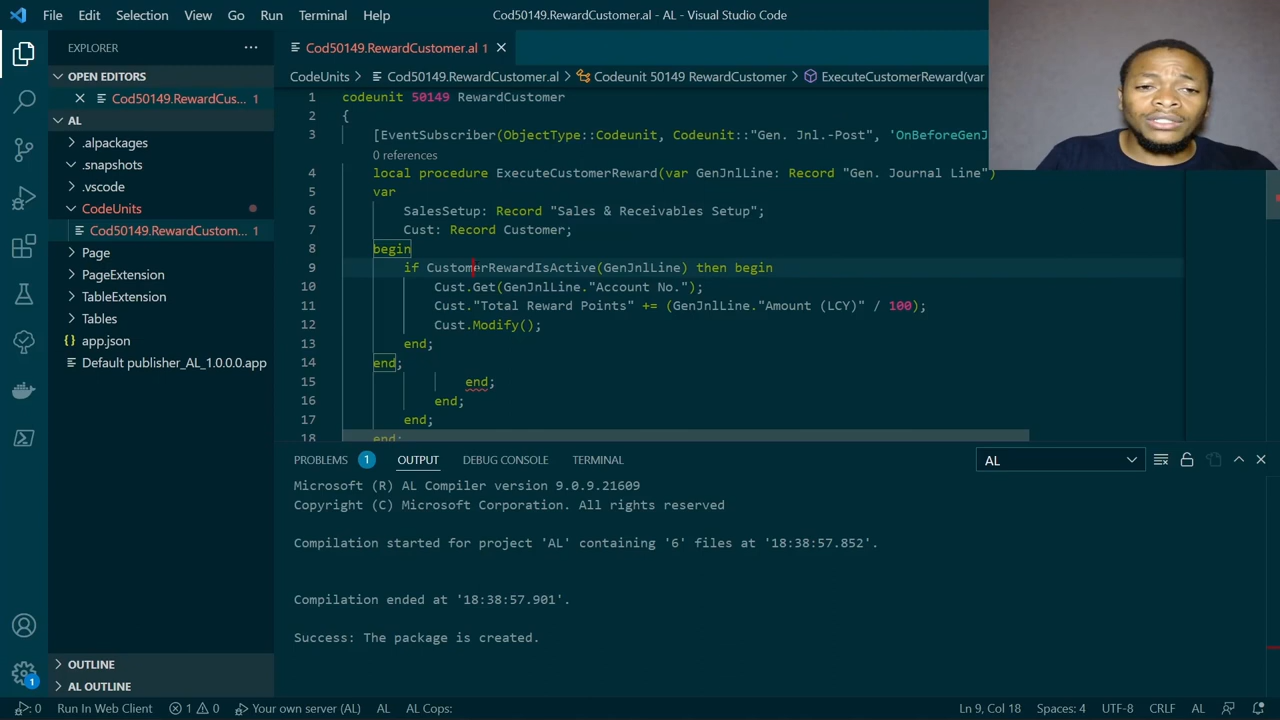 File Edit Selection View Go Run Terminal Help
Cod50149.RewardCustomer.al - AL - Visual Studio Code
EXPLORER
OPEN EDITORS
Cod50149.RewardCus... 1
AL
.alpackages
.snapshots
.vscode
CodeUnits
Cod50149.RewardCustom... 1
Page
PageExtension
TableExtension
Tables
{} app.json
Default publisher_AL_1.0.0.0.app
OUTLINE
AL OUTLINE
Cod50149.RewardCustomer.al 1
CodeUnits > Cod50149.RewardCustomer.al > Codeunit 50149 RewardCustomer > ExecuteCustomerReward(var
1 codeunit 50149 RewardCustomer
2 {
3 [EventSubscriber(ObjectType::Codeunit, Codeunit::"Gen. Jnl.-Post", 'OnBeforeGenJ
0 references
4 local procedure ExecuteCustomerReward(var GenJnlLine: Record "Gen. Journal Line")
5 var
6 SalesSetup: Record "Sales & Receivables Setup";
7 Cust: Record Customer;
8 begin
9 if CustomerRewardIsActive(GenJnlLine) then begin
10 Cust.Get(GenJnlLine."Account No.");
11 Cust."Total Reward Points" += (GenJnlLine."Amount (LCY)" / 100);
12 Cust.Modify();
13 end;
14 end;
15 end;
16 end;
17 end;
18 end;
PROBLEMS 1 OUTPUT DEBUG CONSOLE TERMINAL
AL
Microsoft (R) AL Compiler version 9.0.9.21609
Copyright (C) Microsoft Corporation. All rights reserved
Compilation started for project 'AL' containing '6' files at '18:38:57.852'.
Compilation ended at '18:38:57.901'.
Success: The package is created.
1
0 Run In Web Client 1 0 Your own server (AL) AL AL Cops: Ln 9, Col 18 Spaces: 4 UTF-8 CRLF AL